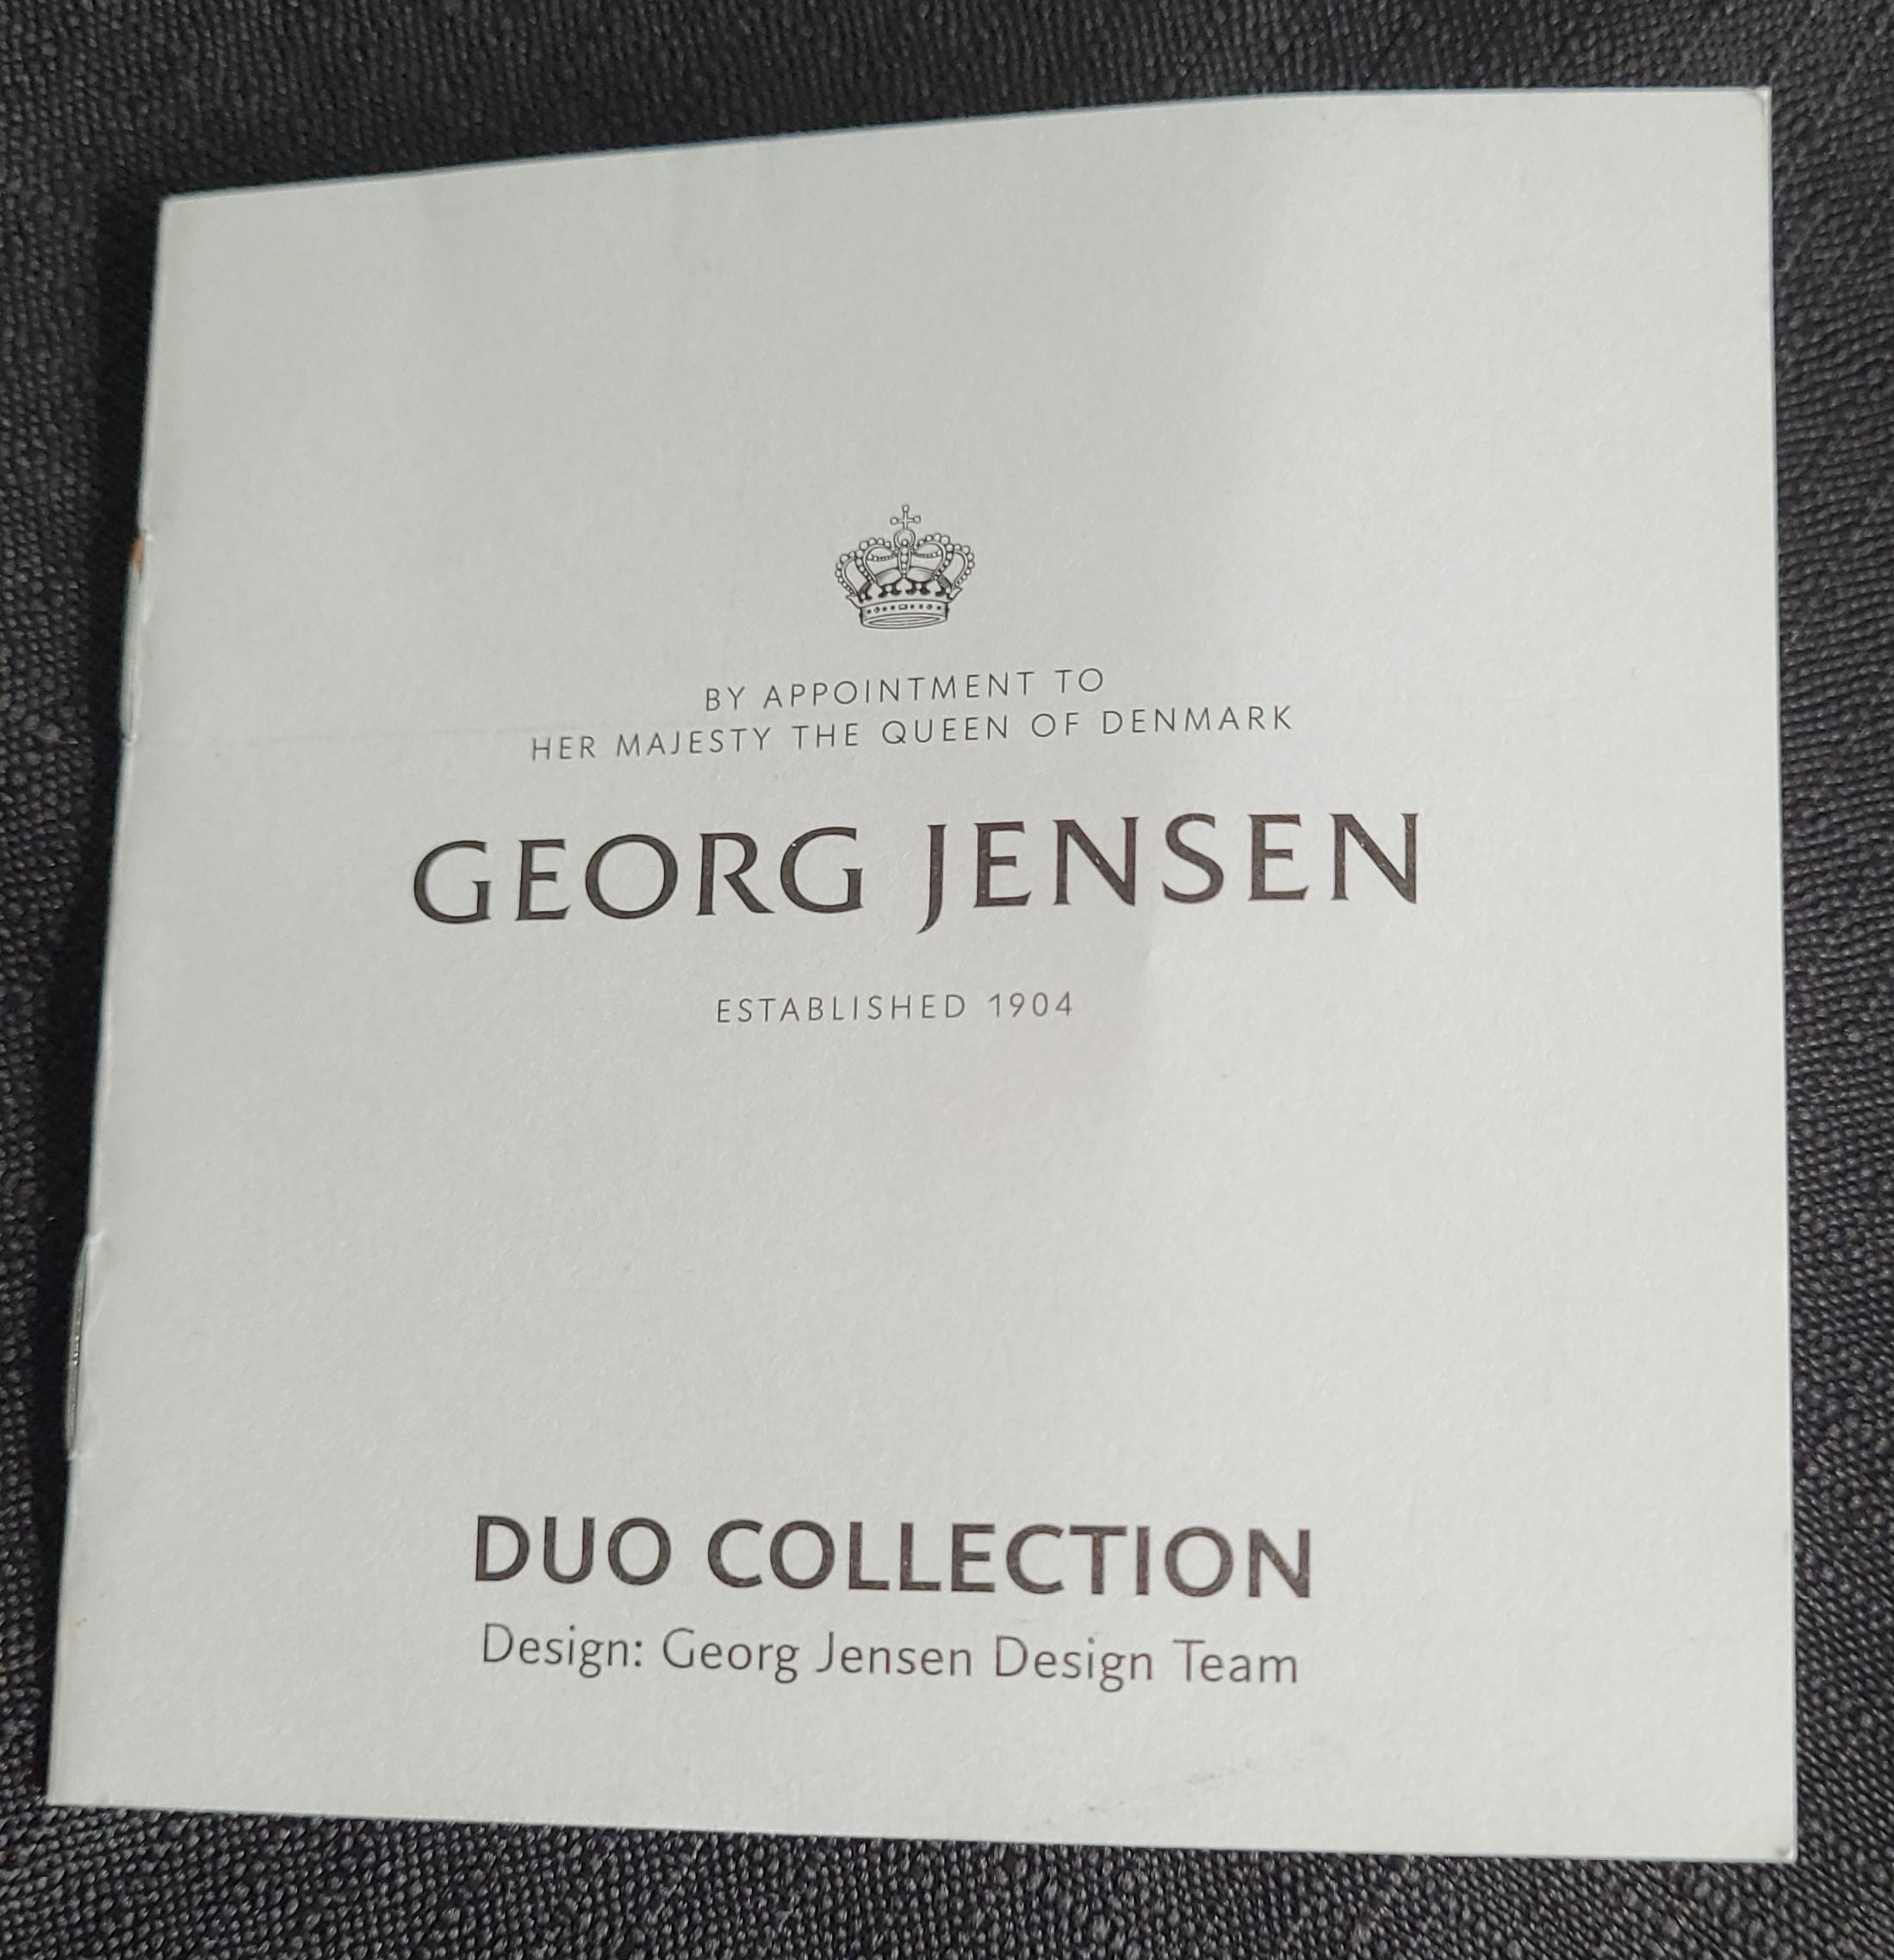 BY APPOINTMENT TO
HER MAJESTY THE QUEEN OF DENMARK
GEORG JENSEN
ESTABLISHED 1904
DUO COLLECTION
Design: Georg Jensen Design Team